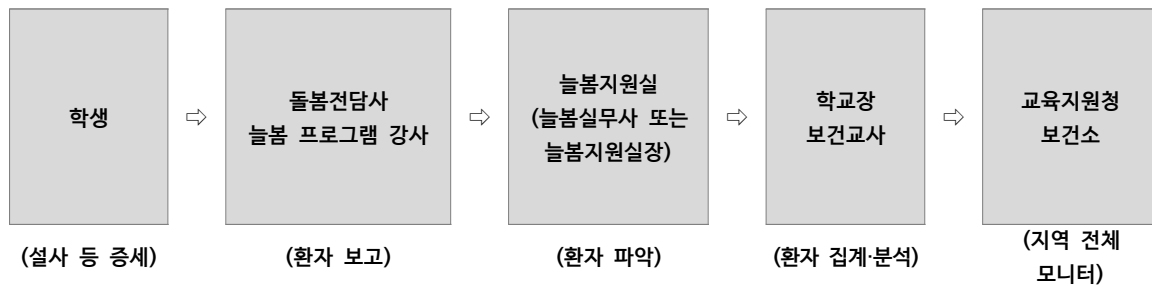 학생
⇨
돌봄전담사
늘봄 프로그램 강사
⇨
늘봄지원실
(늘봄실무사 또는
늘봄지원실장)
⇨
학교장
보건교사
⇨
교육지원청
보건소
(설사 등 증세)
(환자 보고)
(환자 파악)
(환자 집계·분석)
(지역 전체
모니터)